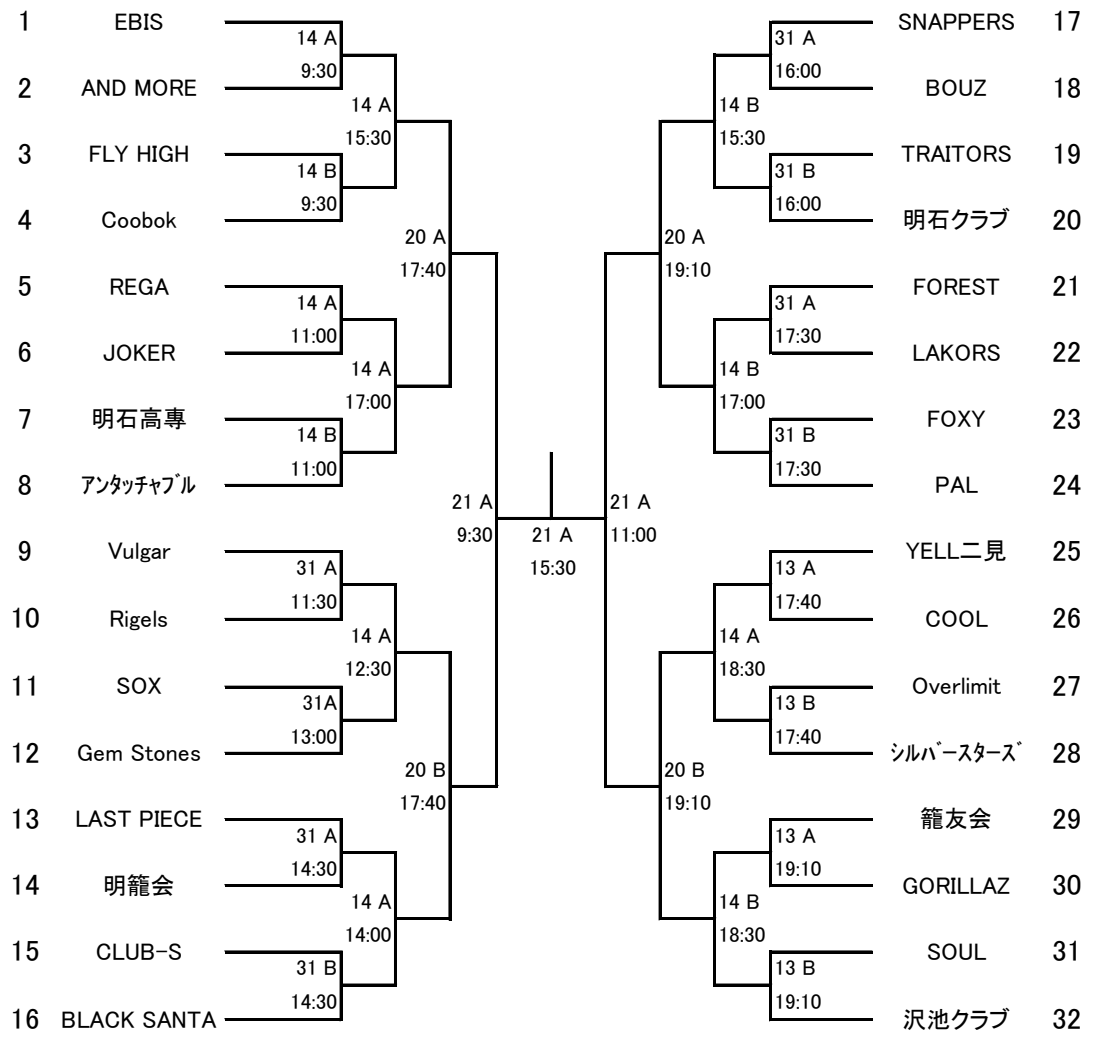 1 EBIS
14 A
9:30
2 AND MORE
14 A
15:30
3 FLY HIGH
14 B
9:30
4 Coobok
20 A
17:40
5 REGA
14 A
11:00
6 JOKER
14 A
17:00
7 明石高専
14 B
11:00
8 ｱﾝﾀｯﾁｬﾌﾞﾙ
21 A
9:30
9 Vulgar
31 A
11:30
10 Rigels
14 A
12:30
11 SOX
31A
13:00
12 Gem Stones
20 B
17:40
13 LAST PIECE
31 A
14:30
14 明籠会
14 A
14:00
15 CLUB-S
31 B
14:30
16 BLACK SANTA
21 A
15:30
SNAPPERS 17
31 A
16:00
BOUZ 18
14 B
15:30
TRAITORS 19
31 B
16:00
明石クラブ 20
20 A
19:10
FOREST 21
31 A
17:30
LAKORS 22
14 B
17:00
FOXY 23
31 B
17:30
PAL 24
21 A
11:00
YELL二見 25
13 A
17:40
COOL 26
14 A
18:30
Overlimit 27
13 B
17:40
ｼﾙﾊﾞｰｽﾀｰｽﾞ 28
20 B
19:10
籠友会 29
13 A
19:10
GORILLAZ 30
14 B
18:30
SOUL 31
13 B
19:10
沢池クラブ 32